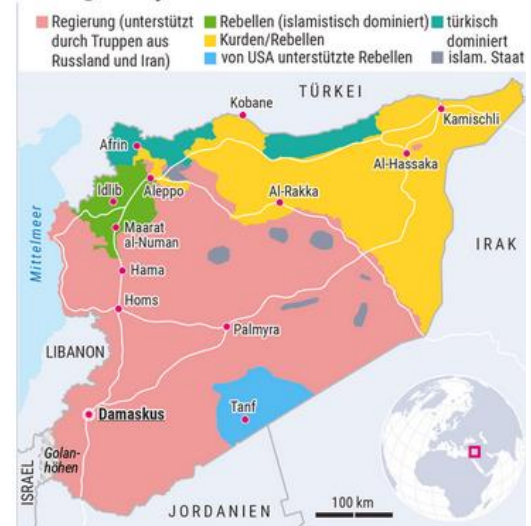 Regierung (unterstützt
durch Truppen aus
Russland und Iran)
Rebellen (islamistisch dominiert)
Kurden/Rebellen
von USA unterstützte Rebellen
türkisch
dominiert
islam. Staat
TÜRKEI
Kobane
Kamischli
Afrin
Al-Hassaka
Idlib
Aleppo
Al-Rakka
Maarat
al-Numan
Mittelmeer
IRAK
Hama
Homs
Palmyra
LIBANON
Tanf
Damaskus
Golan-
höhen
ISRAEL
JORDANIEN
100 km